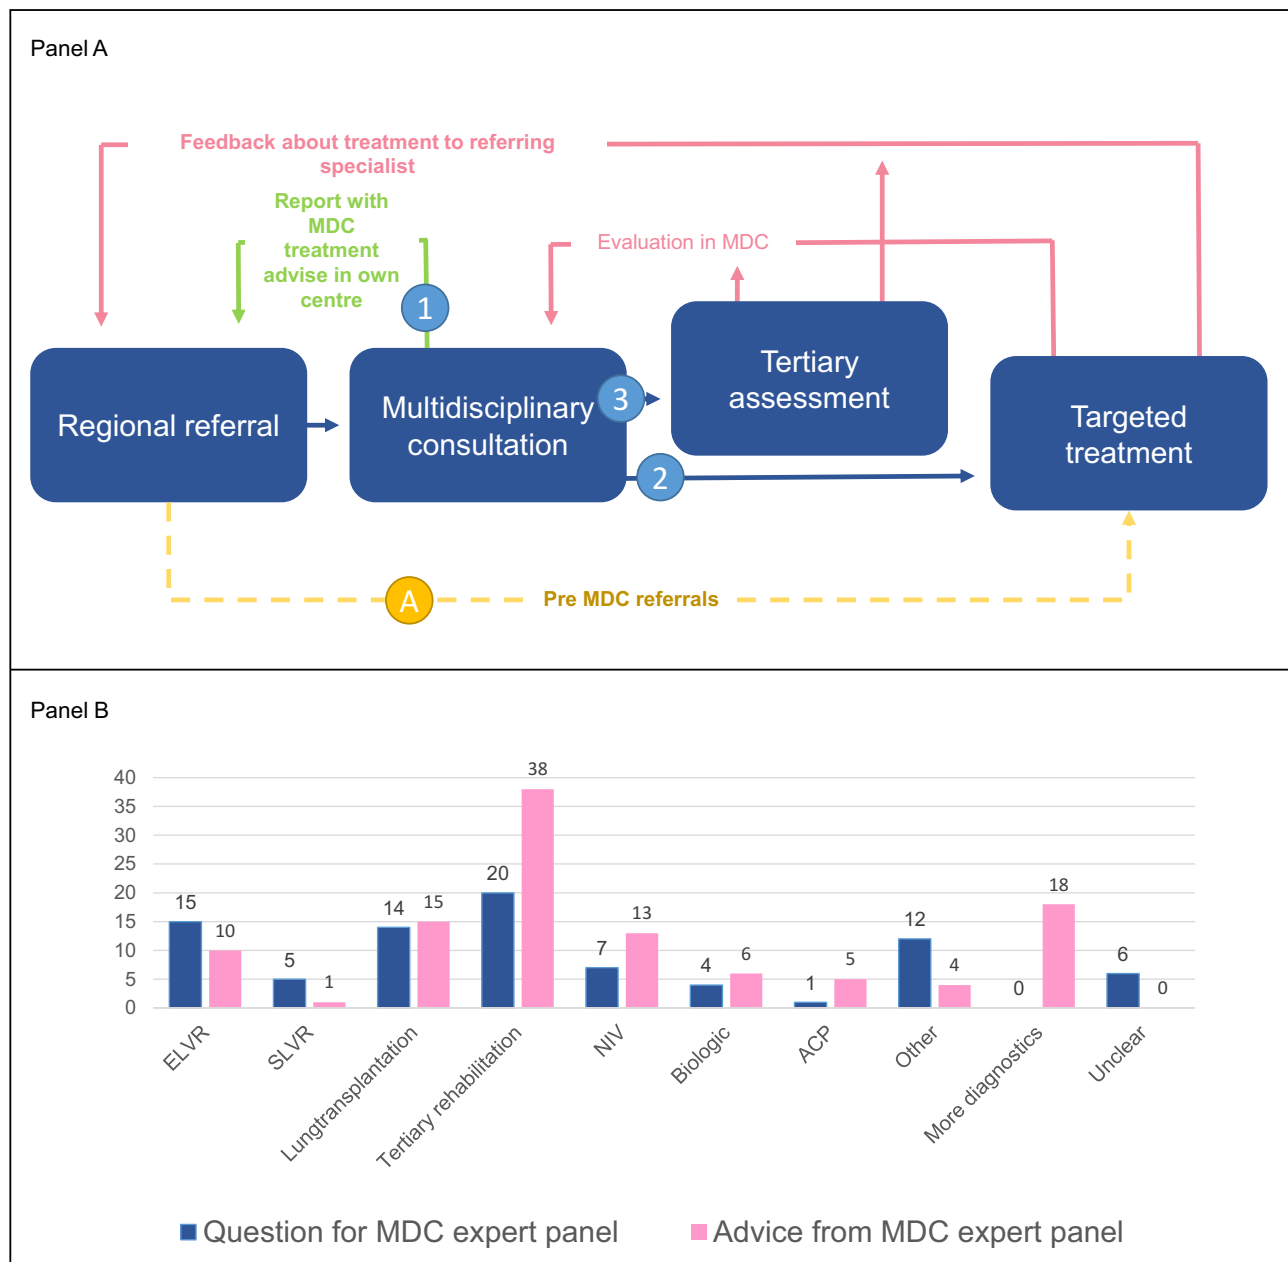 Panel A
Feedback about treatment to referring
specialist
Report with
MDC
treatment
advise in own
centre
Evaluation in MDC
1
Regional referral
Multidisciplinary
consultation
3
Tertiary
assessment
2
Targeted
treatment
A
Pre MDC referrals
Panel B
40
35
30
25
20
15
10
5
0
15
10
5
1
14
15
20
38
7
13
4
6
1
5
12
4
0
18
6
0
ELVR
SLVR
Lungtransplantation
Tertiary rehabilitation
NIV
Biologic
ACP
Other
More diagnostics
Unclear
Question for MDC expert panel
Advice from MDC expert panel